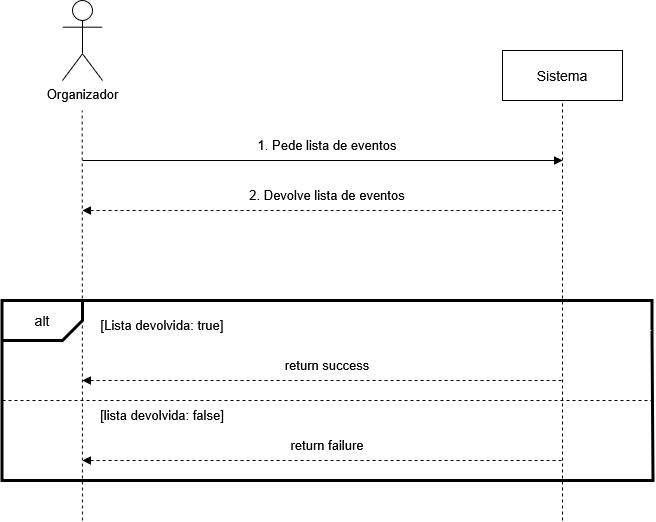 Organizador
Sistema
1. Pede lista de eventos
2. Devolve lista de eventos
alt
[Lista devolvida: true]
return success
[lista devolvida: false]
return failure